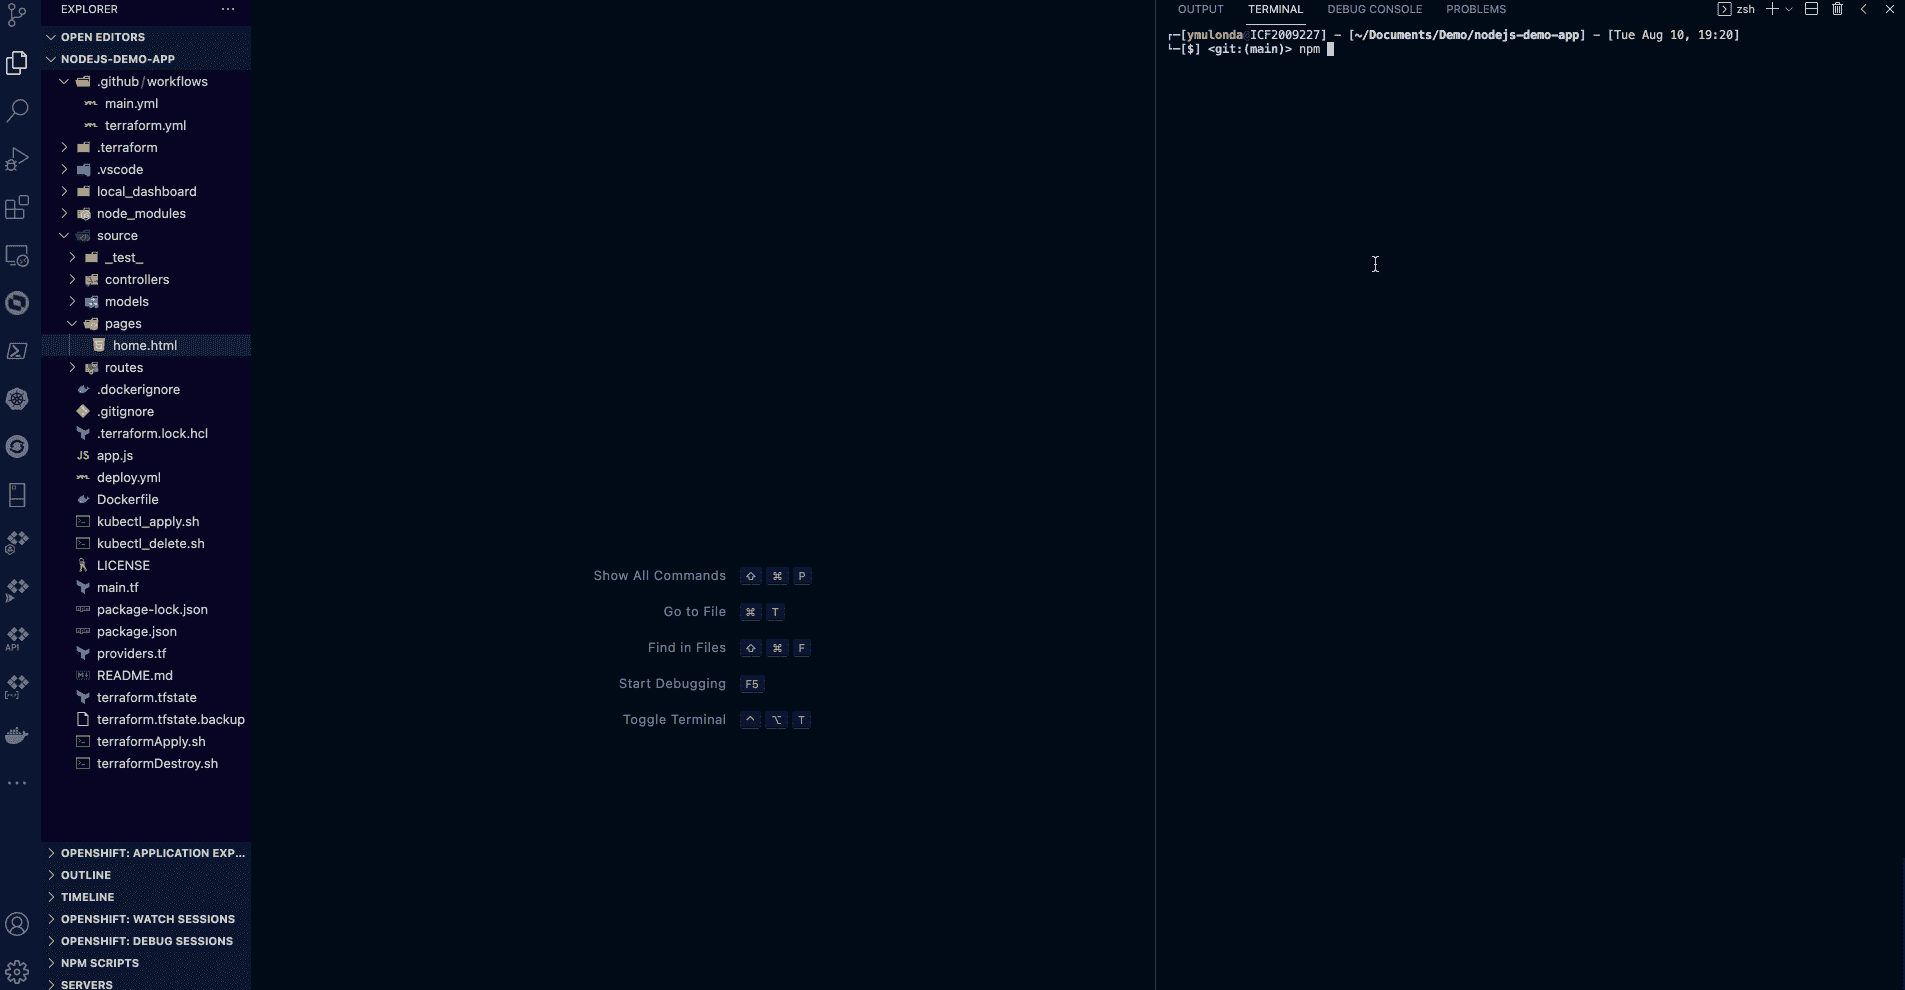 EXPLORER
OPEN EDITORS
NODEJS-DEMO-APP
.github/workflows
main.yml
terraform.yml
.terraform
.vscode
local_dashboard
node_modules
source
_test_
controllers
models
pages
home.html
routes
.dockerignore
.gitignore
.terraform.lock.hcl
JS app.js
deploy.yml
Dockerfile
kubectl_apply.sh
kubectl_delete.sh
LICENSE
main.tf
package-lock.json
package.json
providers.tf
README.md
terraform.tfstate
terraform.tfstate.backup
terraformApply.sh
terraformDestroy.sh
API
OPENSHIFT: APPLICATION EXP...
OUTLINE
TIMELINE
OPENSHIFT: WATCH SESSIONS
OPENSHIFT: DEBUG SESSIONS
NPM SCRIPTS
SERVERS
Show All Commands ⇧ ⌘ P
Go to File ⌘ T
Find in Files ⇧ ⌘ F
Start Debugging F5
Toggle Terminal ^ ⌥ T
OUTPUT TERMINAL DEBUG CONSOLE PROBLEMS zsh
┌─[ymulonda@ICF2009227] - [~/Documents/Demo/nodejs-demo-app] - [Tue Aug 10, 19:20]
└─[$] <git:(main)> npm